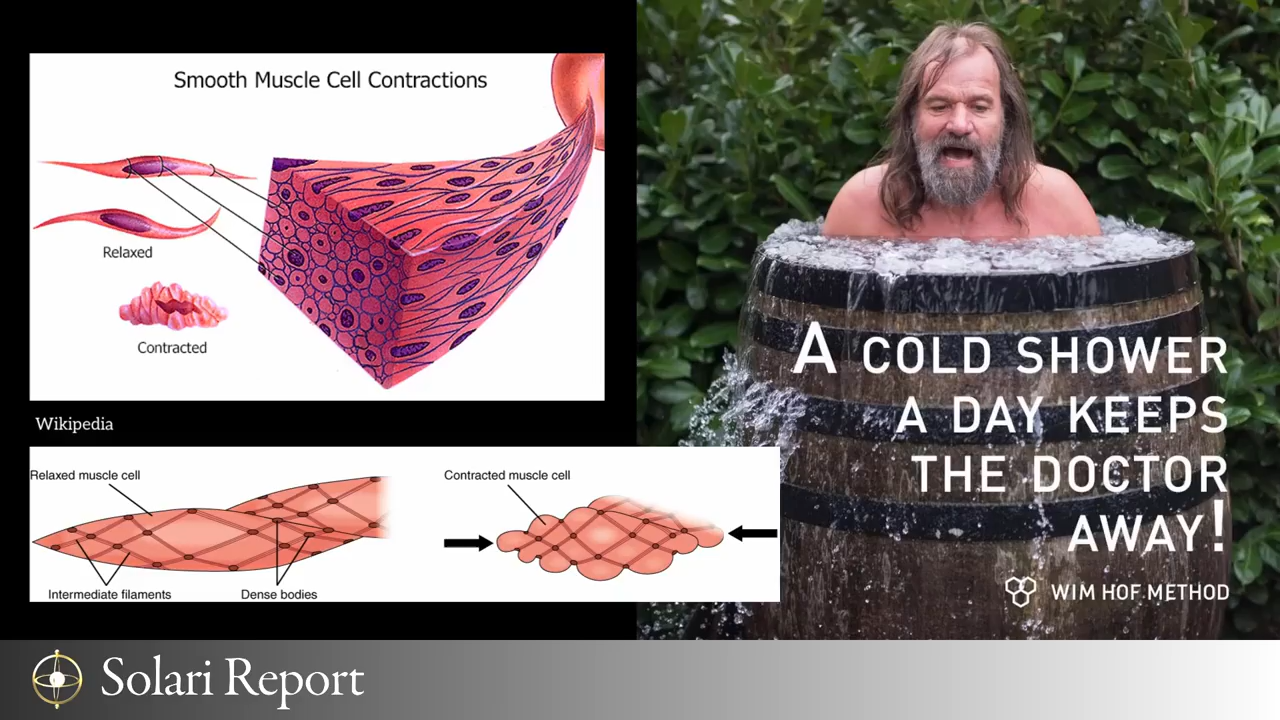 Smooth Muscle Cell Contractions
Relaxed
Contracted
Wikipedia
Relaxed muscle cell
Contracted muscle cell
Intermediate filaments
Dense bodies
A COLD SHOWER
A DAY KEEPS
THE DOCTOR
AWAY!
WIM HOF METHOD
Solari Report